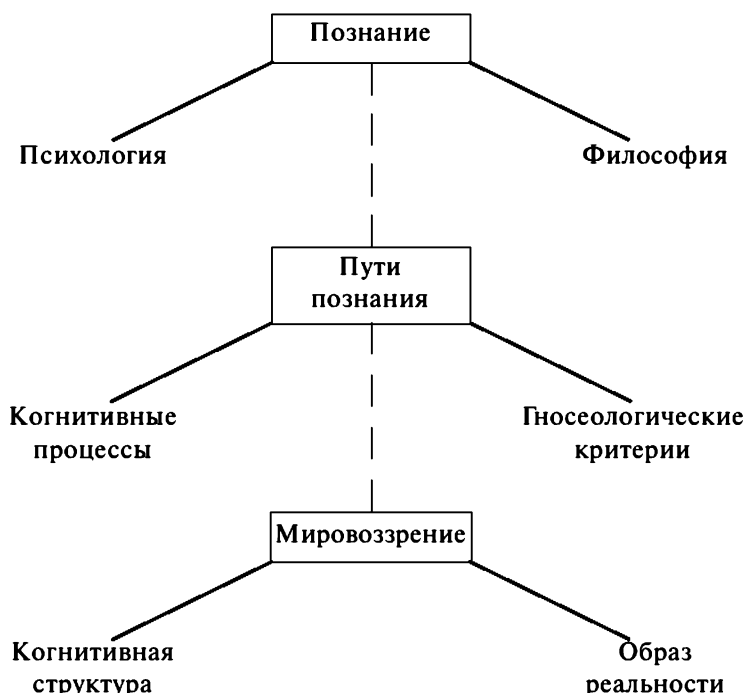 Познание
Психология
Философия
Пути
познания
Когнитивные
процессы
Гносеологические
критерии
Мировоззрение
Когнитивная
структура
Образ
реальности